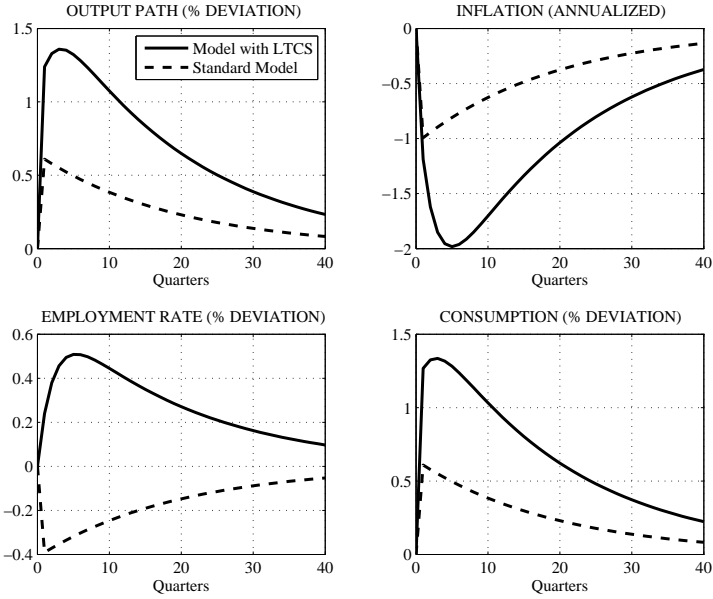 OUTPUT PATH (% DEVIATION)
1.5
1
0.5
0
0 10 20 30 40
Quarters
Model with LTCS
Standard Model
INFLATION (ANNUALIZED)
0
−0.5
−1
−1.5
−2
0 10 20 30 40
Quarters
EMPLOYMENT RATE (% DEVIATION)
0.6
0.4
0.2
0
−0.2
−0.4
0 10 20 30 40
Quarters
CONSUMPTION (% DEVIATION)
1.5
1
0.5
0
0 10 20 30 40
Quarters